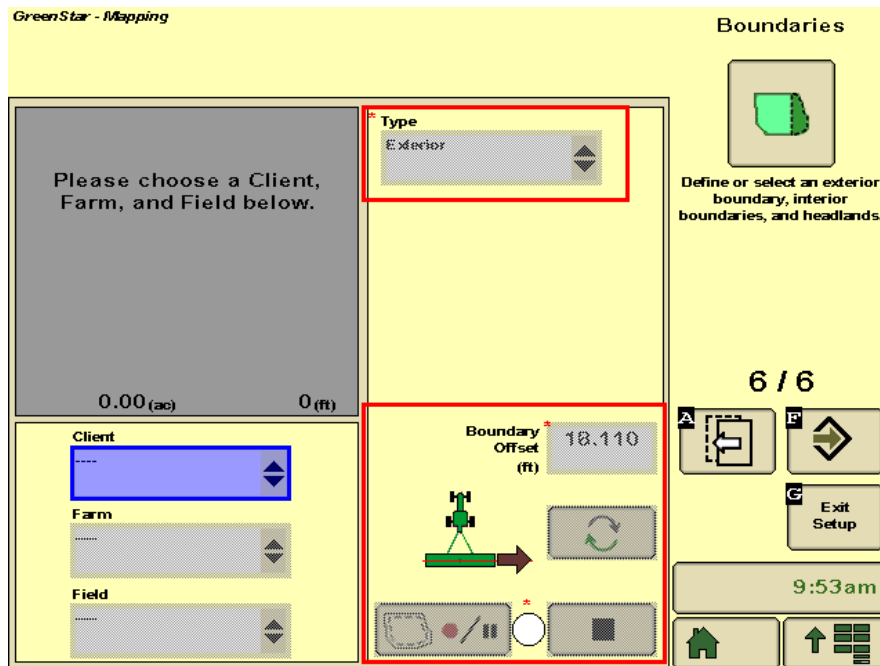 GreenStar - Mapping
Boundaries
* Type
Exterior
Please choose a Client,
Farm, and Field below.
Define or select an exterior
boundary, interior
boundaries, and headlands.
0.00 (ac)
0 (ft)
6 / 6
A
F
Client
----
Boundary *
Offset
(ft)
18.110
G
Exit
Setup
Farm
------
Field
------
*
9:53am